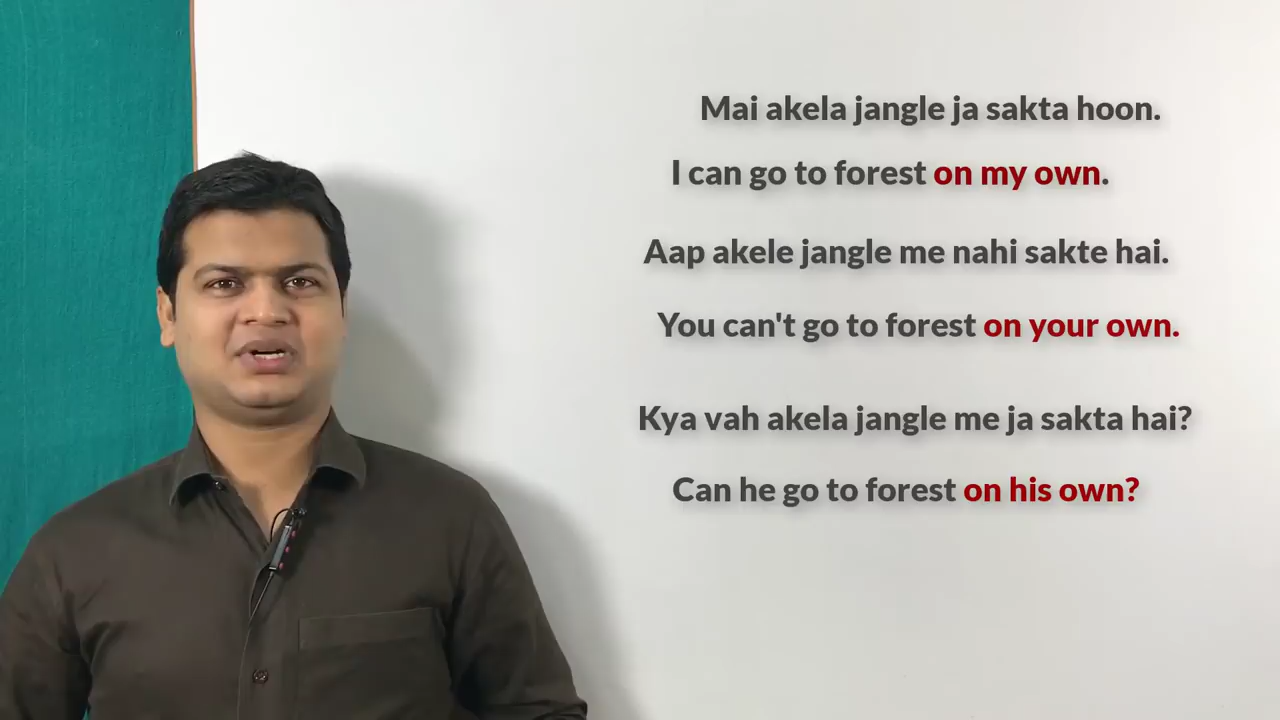 Mai akela jangle ja sakta hoon.
I can go to forest on my own.
Aap akele jangle me nahi sakte hai.
You can't go to forest on your own.
Kya vah akela jangle me ja sakta hai?
Can he go to forest on his own?